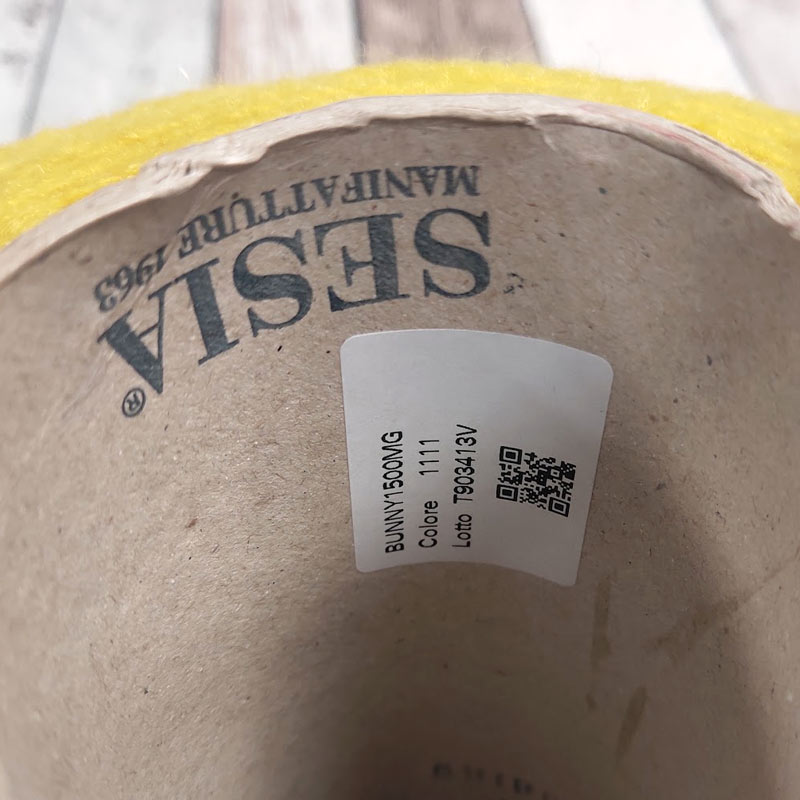 SESIA®
MANIFATTURE 1963
BUNNY1500MG
Colore 1111
Lotto T903413V